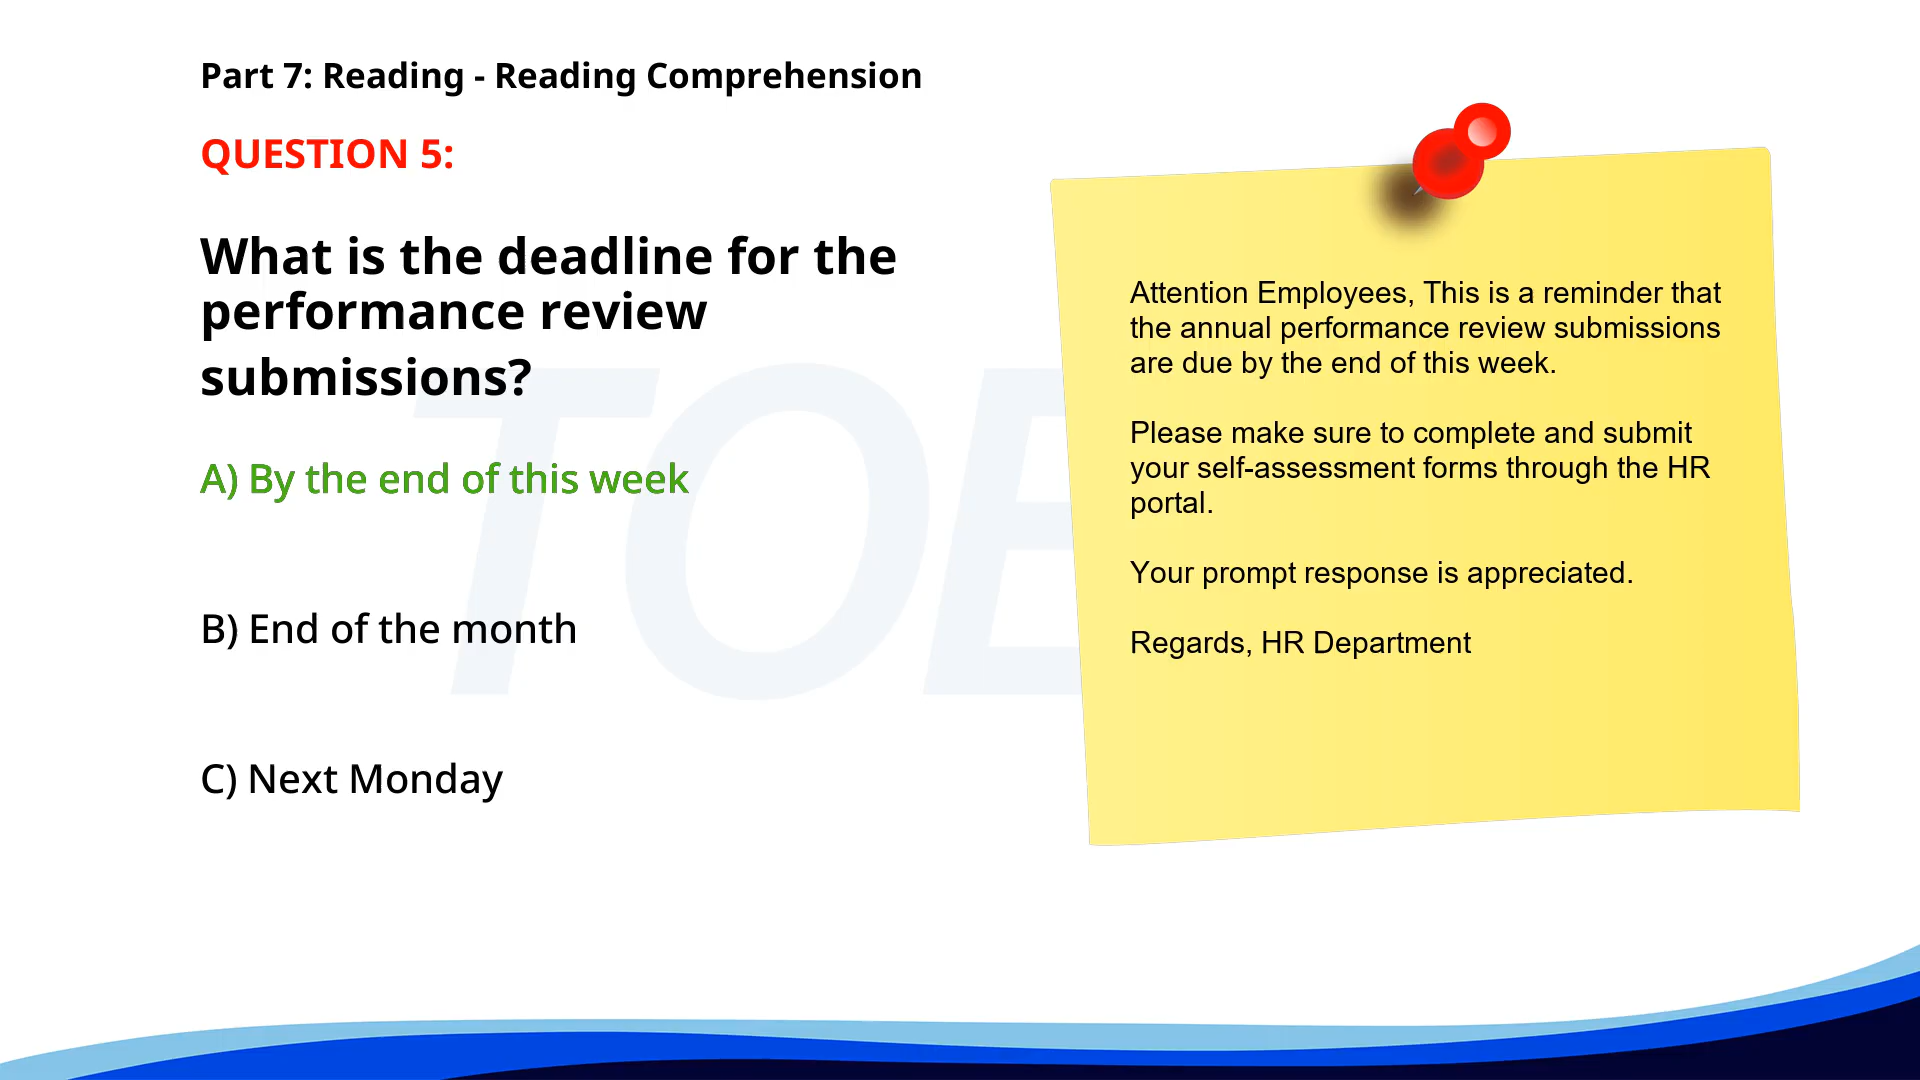 Part 7: Reading - Reading Comprehension
QUESTION 5:
What is the deadline for the
performance review
submissions?
A) By the end of this week
B) End of the month
C) Next Monday
Attention Employees, This is a reminder that
the annual performance review submissions
are due by the end of this week.
Please make sure to complete and submit
your self-assessment forms through the HR
portal.
Your prompt response is appreciated.
Regards, HR Department
TOE